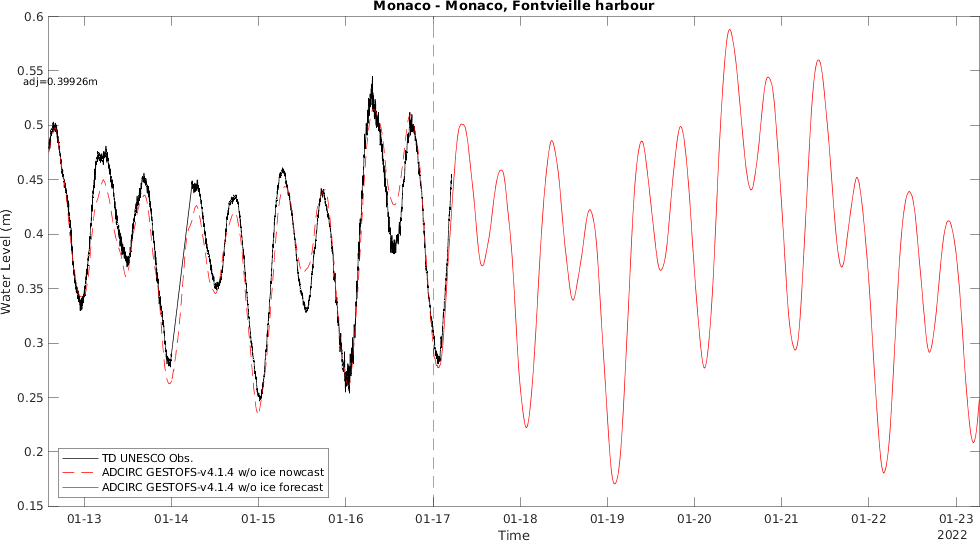 Monaco - Monaco, Fontvieille harbour
0.6
0.55
adj=0.39926m
0.5
0.45
0.4
0.35
0.3
0.25
0.2
0.15
Water Level (m)
TD UNESCO Obs.
ADCIRC GESTOFS-v4.1.4 w/o ice nowcast
ADCIRC GESTOFS-v4.1.4 w/o ice forecast
01-13 01-14 01-15 01-16 01-17 01-18 01-19 01-20 01-21 01-22 01-23
Time
2022